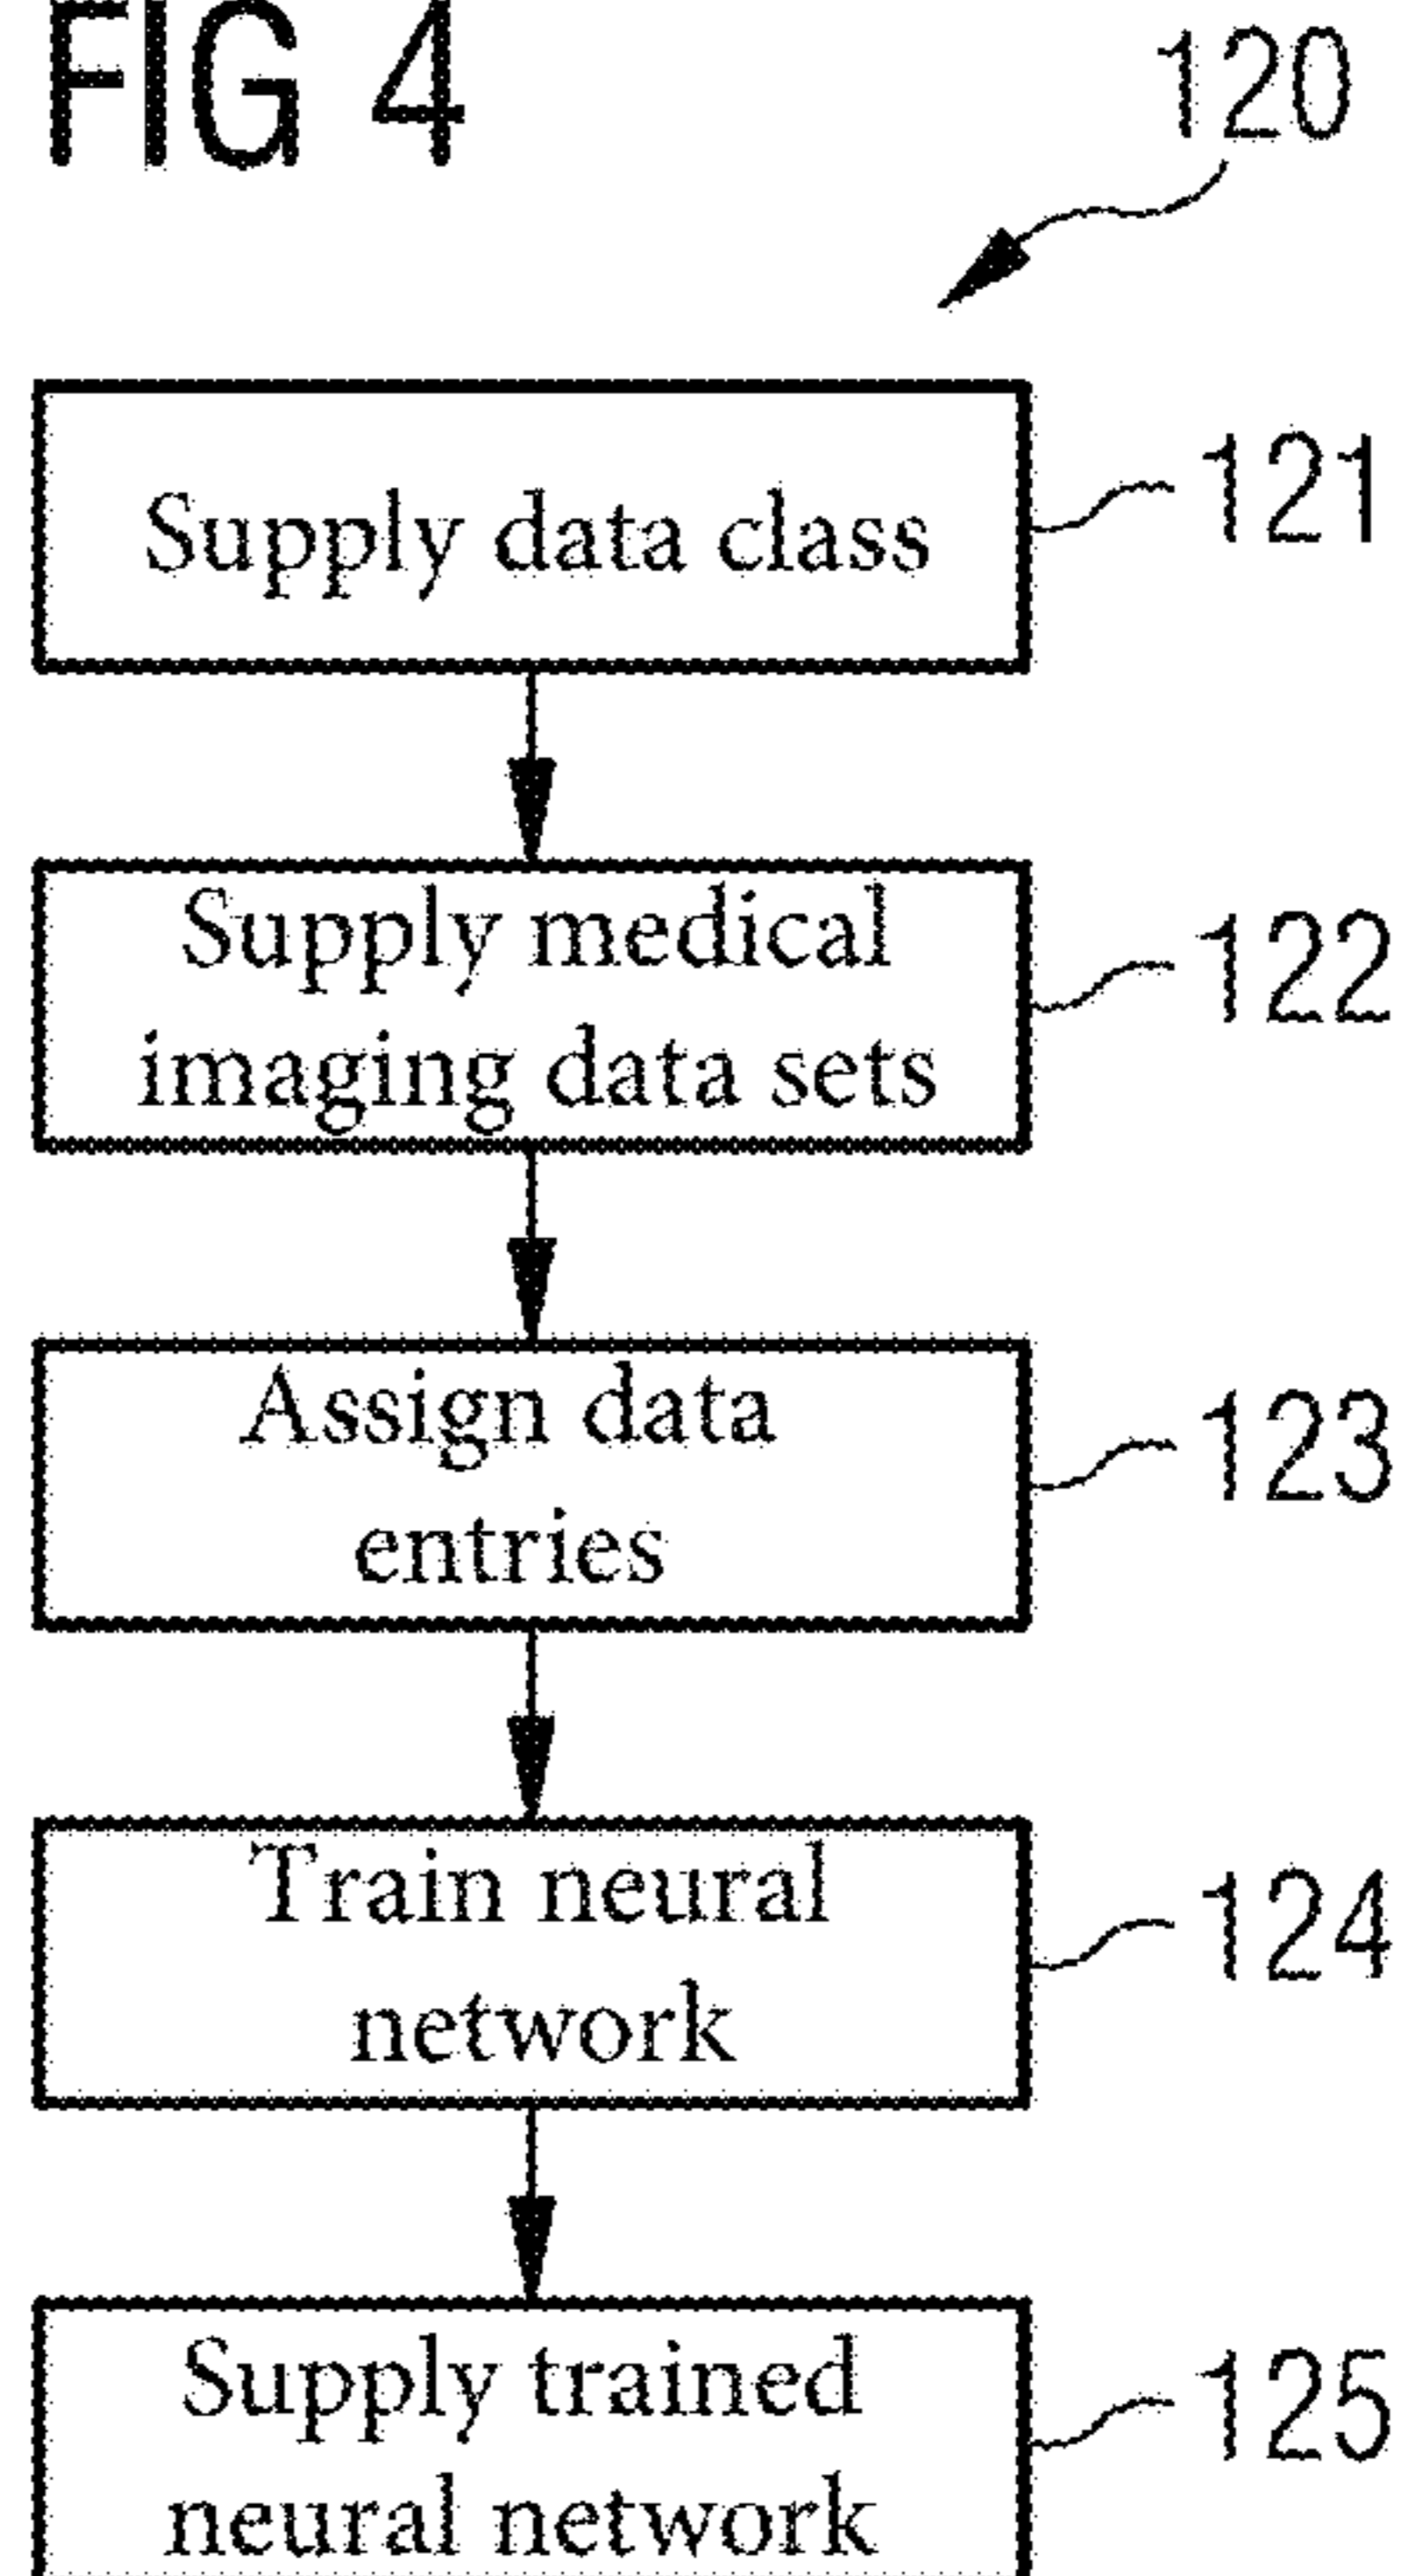 FIG 4
120
Supply data class
121
Supply medical
imaging data sets
122
Assign data
entries
123
Train neural
network
124
Supply trained
neural network
125